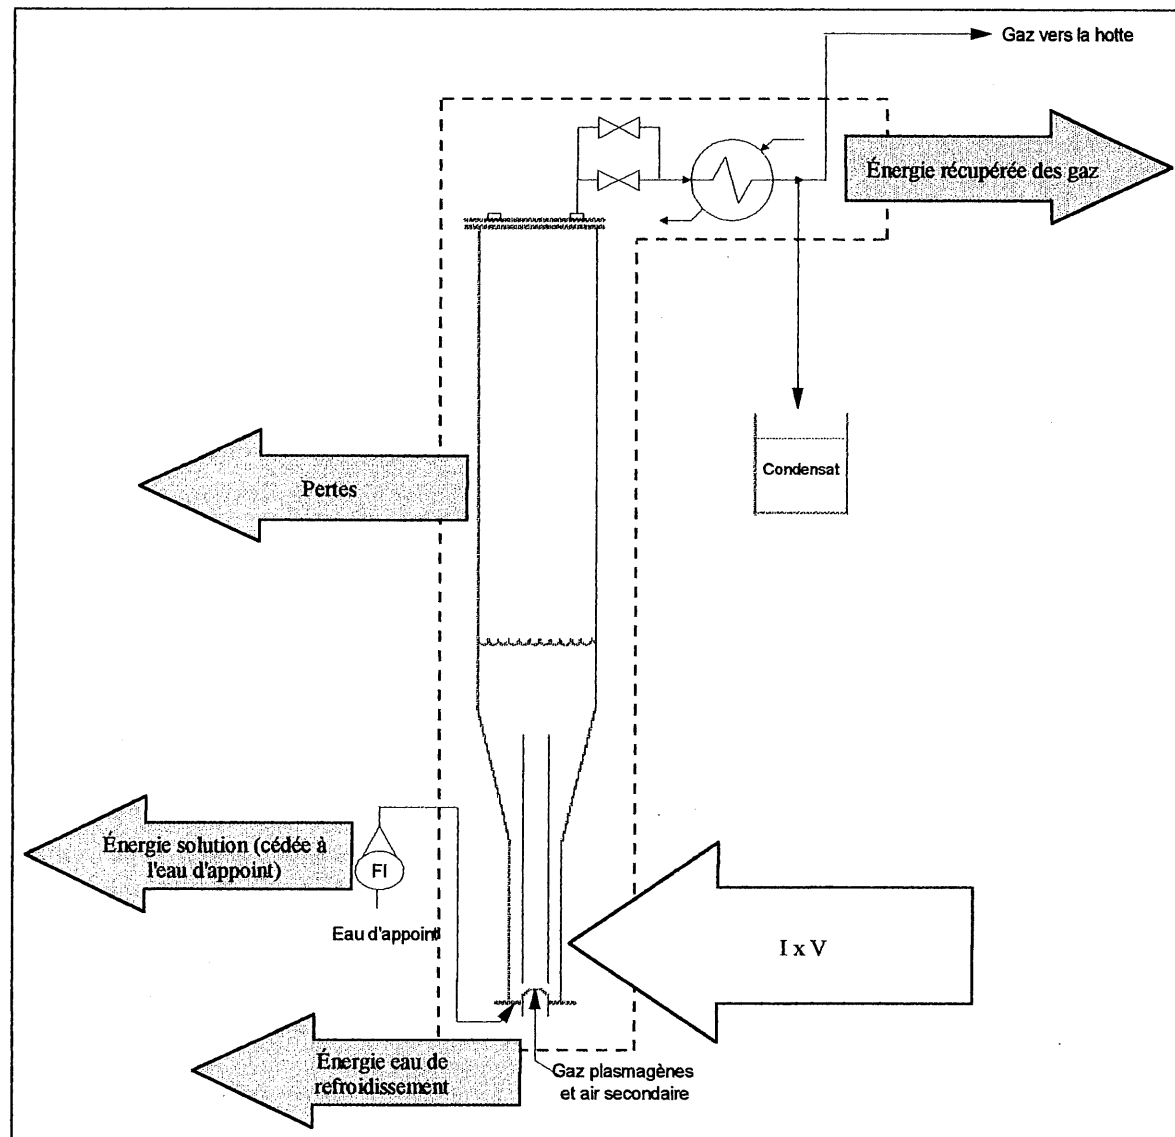 Gaz vers la hotte
Énergie récupérée des gaz
Condensat
Pertes
Énergie solution (cédée à
l'eau d'appoint)
FI
Eau d'appoint
I x V
Énergie eau de
refroidissement
Gaz plasmagènes
et air secondaire